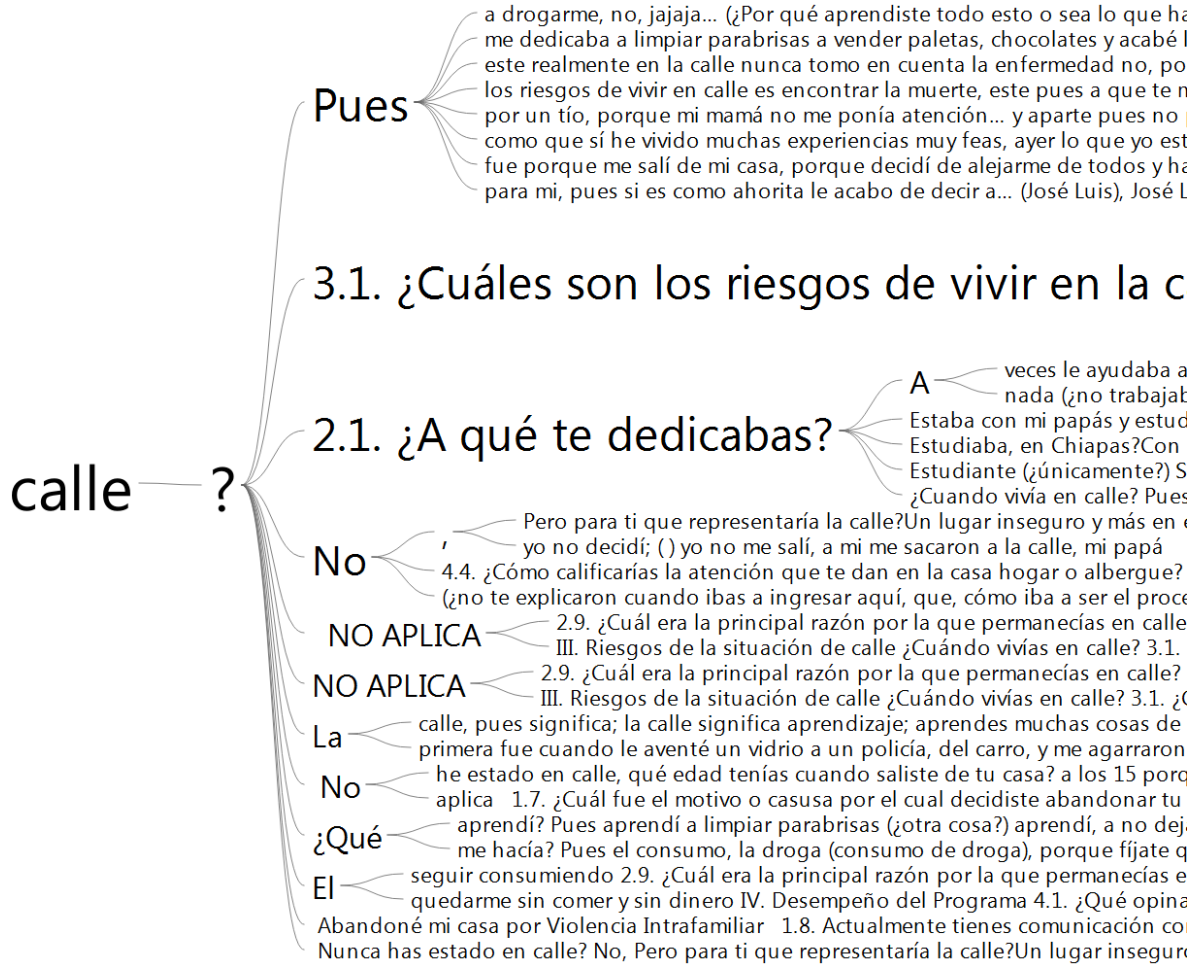 a drogarme, no, jajaja... (¿Por qué aprendiste todo esto o sea lo que
me dedicaba a limpiar parabrisas a vender paletas, chocolates y acabé
este realmente en la calle nunca tomo en cuenta la enfermedad no,
los riesgos de vivir en calle es encontrar la muerte, este pues a que te
Pues
por un tío, porque mi mamá no me ponía atención... y aparte pues no
como que sí he vivido muchas experiencias muy feas, ayer lo que yo
fue porque me salí de mi casa, porque decidí de alejarme de todos y
para mi, pues si es como ahorita le acabo de decir a... (José Luis), José
3.1. ¿Cuáles son los riesgos de vivir en la
veces le ayudaba a
A
nada (¿no
2.1. ¿A qué te dedicabas?
Estaba con mi papás y
Estudiaba, en Chiapas?Con
Estudiante (¿únicamente?)
¿Cuando vivía en calle? Pues
calle
?
Pero para ti que representaría la calle?Un lugar inseguro y más en
,
yo no decidí; ( ) yo no me salí, a mi me sacaron a la calle, mi papá
No
4.4. ¿Cómo calificarías la atención que te dan en la casa hogar o albergue?
(¿no te explicaron cuando ibas a ingresar aquí, que, cómo iba a ser el
2.9. ¿Cuál era la principal razón por la que permanecías en calle
NO APLICA
III. Riesgos de la situación de calle ¿Cuándo vivías en calle? 3.1.
2.9. ¿Cuál era la principal razón por la que permanecías en calle?
NO APLICA
III. Riesgos de la situación de calle ¿Cuándo vivías en calle? 3.1.
calle, pues significa; la calle significa aprendizaje; aprendes muchas cosas de
La
primera fue cuando le aventé un vidrio a un policía, del carro, y me agarraron
he estado en calle, qué edad tenías cuando saliste de tu casa? a los 15
No
aplica 1.7. ¿Cuál fue el motivo o casusa por el cual decidiste abandonar tu
aprendí? Pues aprendí a limpiar parabrisas (¿otra cosa?) aprendí, a no
¿Qué
me hacía? Pues el consumo, la droga (consumo de droga), porque fíjate
seguir consumiendo 2.9. ¿Cuál era la principal razón por la que permanecías
El
quedarme sin comer y sin dinero IV. Desempeño del Programa 4.1. ¿Qué
Abandoné mi casa por Violencia Intrafamiliar 1.8. Actualmente tienes comunicación
Nunca has estado en calle? No, Pero para ti que representaría la calle?Un lugar